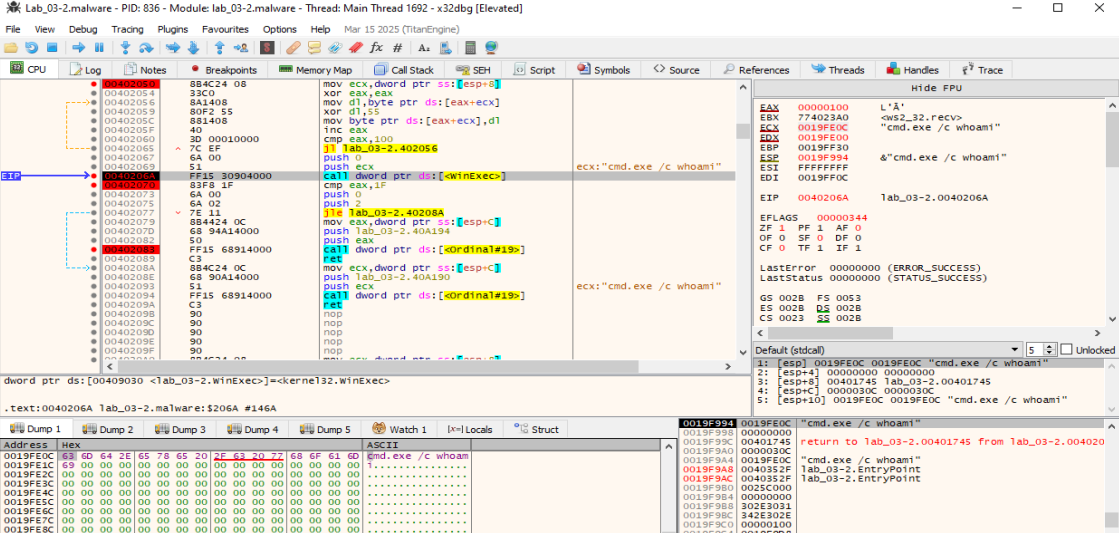 Lab_03-2.malware - PID: 836 - Module: lab_03-2.malware - Thread: Main Thread 1692 - x32dbg [Elevated]
File View Debug Tracing Plugins Favourites Options Help Mar 15 2025 (TitanEngine)
CPU Log Notes Breakpoints Memory Map Call Stack SEH Script Symbols Source References Threads Handles Trace
00402050 8B4C24 08 mov ecx,dword ptr ss:[esp+8]
00402054 33C0 xor eax,eax
00402056 8A1408 mov dl,byte ptr ds:[eax+ecx]
00402059 80F2 55 xor dl,55
0040205C 881408 mov byte ptr ds:[eax+ecx],dl
0040205F 40 inc eax
00402060 3D 00010000 cmp eax,100
00402065 7C EF jl lab_03-2.402056
00402067 6A 00 push 0
00402069 51 push ecx ecx:"cmd.exe /c whoami"
EIP 0040206A FF15 30904000 call dword ptr ds:[<WinExec>]
00402070 83F8 1F cmp eax,1F
00402073 6A 00 push 0
00402075 6A 02 push 2
00402077 7E 11 jle lab_03-2.40208A
00402079 8B4424 0C mov eax,dword ptr ss:[esp+C]
0040207D 68 94A14000 push lab_03-2.40A194
00402082 50 push eax
00402083 FF15 68914000 call dword ptr ds:[<Ordinal#19>]
00402089 C3 ret
0040208A 8B4C24 0C mov ecx,dword ptr ss:[esp+C]
0040208E 68 90A14000 push lab_03-2.40A190
00402093 51 push ecx ecx:"cmd.exe /c whoami"
00402094 FF15 68914000 call dword ptr ds:[<Ordinal#19>]
0040209A C3 ret
0040209B 90 nop
0040209C 90 nop
0040209D 90 nop
0040209E 90 nop
0040209F 90 nop
Hide FPU
EAX 00000100 L'Ā'
EBX 774023A0 <ws2_32.recv>
ECX 0019FE0C "cmd.exe /c whoami"
EDX 0019FE00
EBP 0019FF30
ESP 0019F994 &"cmd.exe /c whoami"
ESI FFFFFFFF
EDI 0019FF0C
EIP 0040206A lab_03-2.0040206A
EFLAGS 00000344
ZF 1 PF 1 AF 0
OF 0 SF 0 DF 0
CF 0 TF 1 IF 1
LastError 00000000 (ERROR_SUCCESS)
LastStatus 00000000 (STATUS_SUCCESS)
GS 002B FS 0053
ES 002B DS 002B
CS 0023 SS 002B
Default (stdcall) 5 Unlocked
1: [esp] 0019FE0C 0019FE0C "cmd.exe /c whoami"
2: [esp+4] 00000000 00000000
3: [esp+8] 00401745 lab_03-2.00401745
4: [esp+C] 0000030C 0000030C
5: [esp+10] 0019FE0C 0019FE0C "cmd.exe /c whoami"
dword ptr ds:[00409030 <lab_03-2.WinExec>]=<kernel32.WinExec>
.text:0040206A lab_03-2.malware:$206A #146A
Dump 1 Dump 2 Dump 3 Dump 4 Dump 5 Watch 1 Locals Struct
Address Hex ASCII
0019FE0C 63 6D 64 2E 65 78 65 20 2F 63 20 77 68 6F 61 6D cmd.exe /c whoam
0019FE1C 69 00 00 00 00 00 00 00 00 00 00 00 00 00 00 00 i...............
0019FE2C 00 00 00 00 00 00 00 00 00 00 00 00 00 00 00 00 ................
0019FE3C 00 00 00 00 00 00 00 00 00 00 00 00 00 00 00 00 ................
0019FE4C 00 00 00 00 00 00 00 00 00 00 00 00 00 00 00 00 ................
0019FE5C 00 00 00 00 00 00 00 00 00 00 00 00 00 00 00 00 ................
0019FE6C 00 00 00 00 00 00 00 00 00 00 00 00 00 00 00 00 ................
0019FE7C 00 00 00 00 00 00 00 00 00 00 00 00 00 00 00 00 ................
0019FE8C 00 00 00 00 00 00 00 00 00 00 00 00 00 00 00 00 ................
0019F994 0019FE0C "cmd.exe /c whoami"
0019F998 00000000
0019F99C 00401745 return to lab_03-2.00401745 from lab_03-2.004020
0019F9A0 0000030C
0019F9A4 0019FE0C "cmd.exe /c whoami"
0019F9A8 0040352F lab_03-2.EntryPoint
0019F9AC 0040352F lab_03-2.EntryPoint
0019F9B0 0025C000
0019F9B4 00000000
0019F9B8 302E3031
0019F9BC 342E302E
0019F9C0 00000100